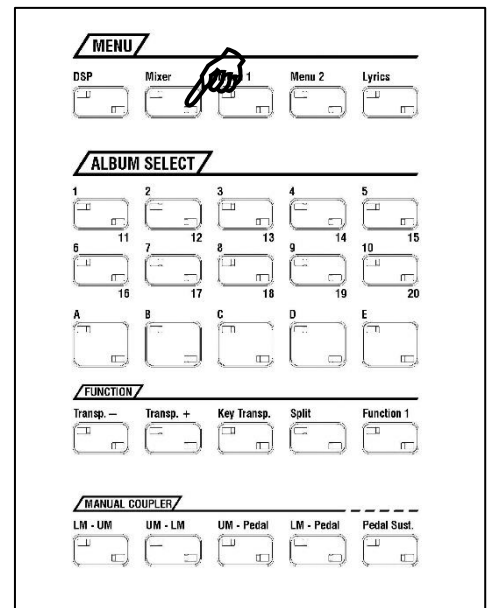 MENU
DSP Mixer 1 Menu 2 Lyrics
ALBUM SELECT
1 2 3 4 5
11 12 13 14 15
6 7 8 9 10
16 17 18 19 20
A B C D E
FUNCTION
Transp. – Transp. + Key Transp. Split Function 1
MANUAL COUPLER
LM - UM UM - LM UM - Pedal LM - Pedal Pedal Sust.